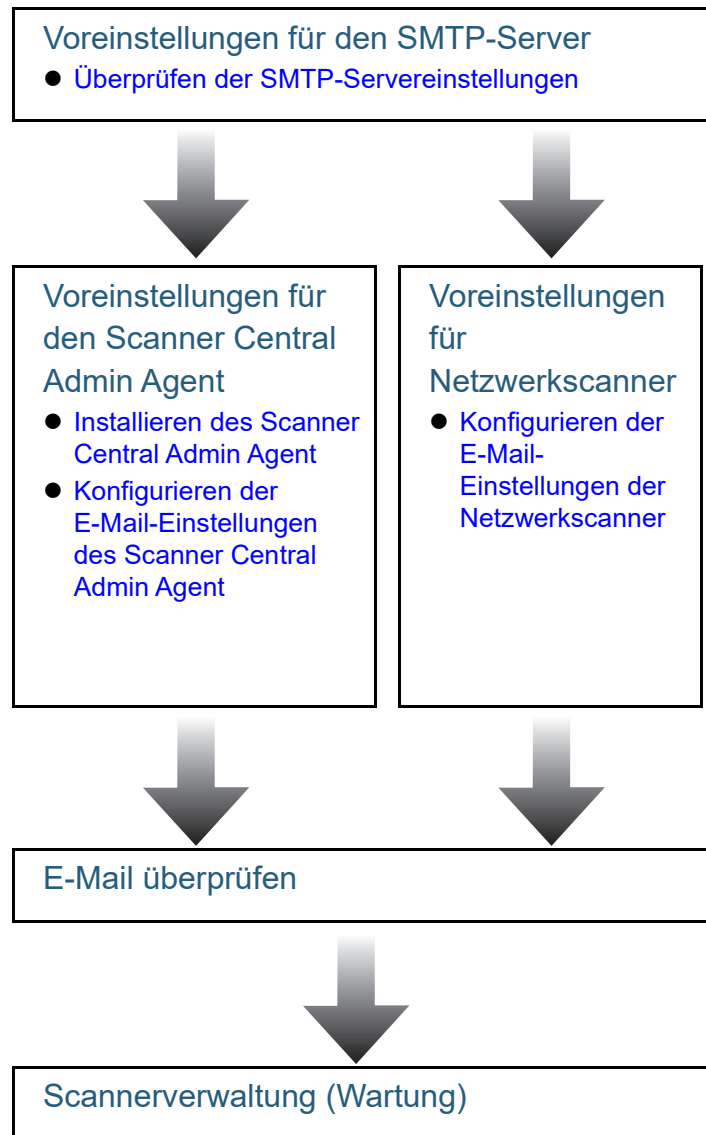 Voreinstellungen für den SMTP-Server
● Überprüfen der SMTP-Servereinstellungen
Voreinstellungen für
den Scanner Central
Admin Agent
● Installieren des Scanner
Central Admin Agent
● Konfigurieren der
E-Mail-Einstellungen
des Scanner Central
Admin Agent
Voreinstellungen
für
Netzwerkscanner
● Konfigurieren der
E-Mail-
Einstellungen der
Netzwerkscanner
E-Mail überprüfen
Scannerverwaltung (Wartung)